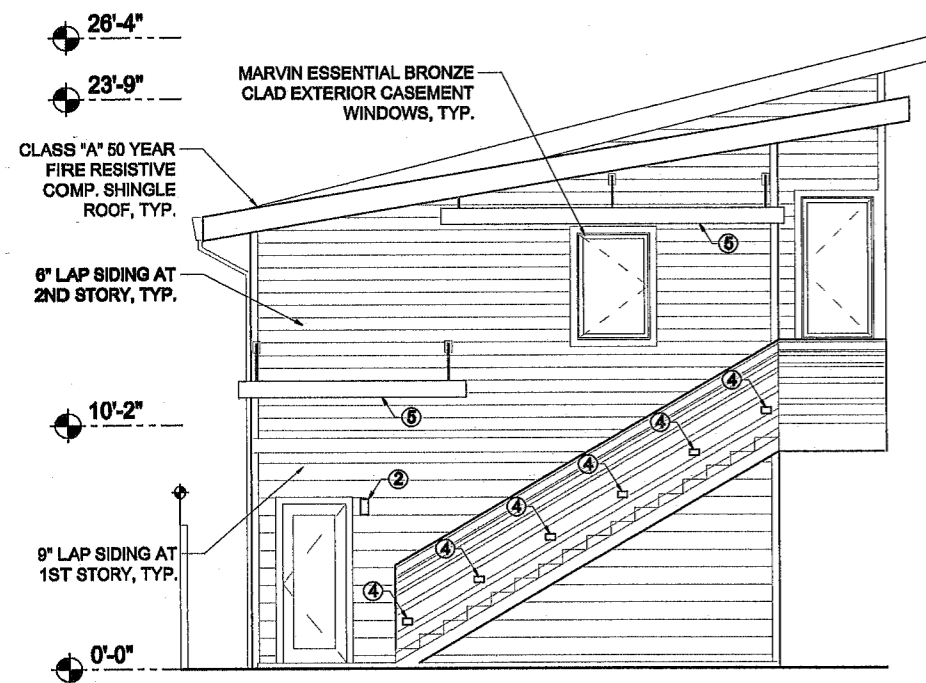 26'-4"
23'-9"
MARVIN ESSENTIAL BRONZE
CLAD EXTERIOR CASEMENT
WINDOWS, TYP.
CLASS "A" 50 YEAR
FIRE RESISTIVE
COMP. SHINGLE
ROOF, TYP.
5
6" LAP SIDING AT
2ND STORY, TYP.
4
5
10'-2"
4
4
2
4
9" LAP SIDING AT
1ST STORY, TYP.
4
4
0'-0"